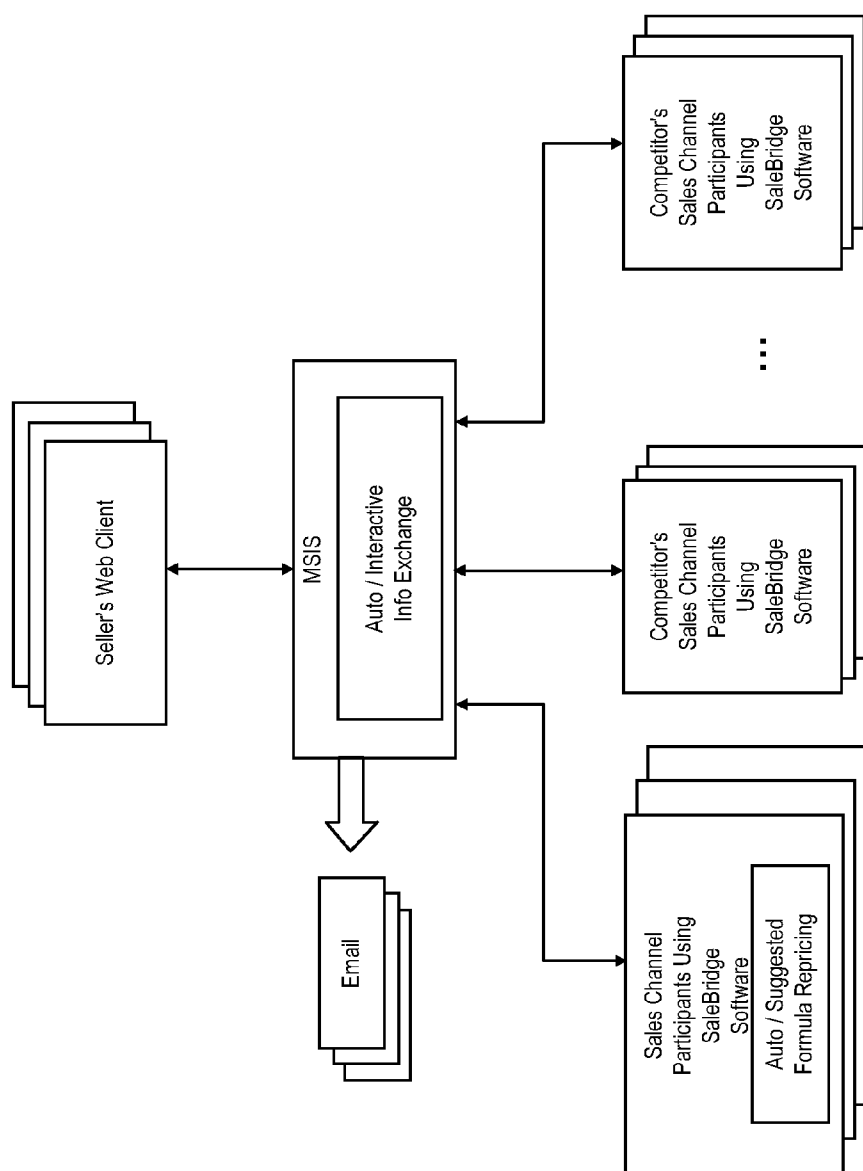 Seller's Web Client
MSIS
Auto / Interactive
Info Exchange
Email
Sales Channel
Participants Using
SaleBridge
Software
Auto / Suggested
Formula Repricing
Competitor's
Sales Channel
Participants
Using
SaleBridge
Software
...
Competitor's
Sales Channel
Participants
Using
SaleBridge
Software